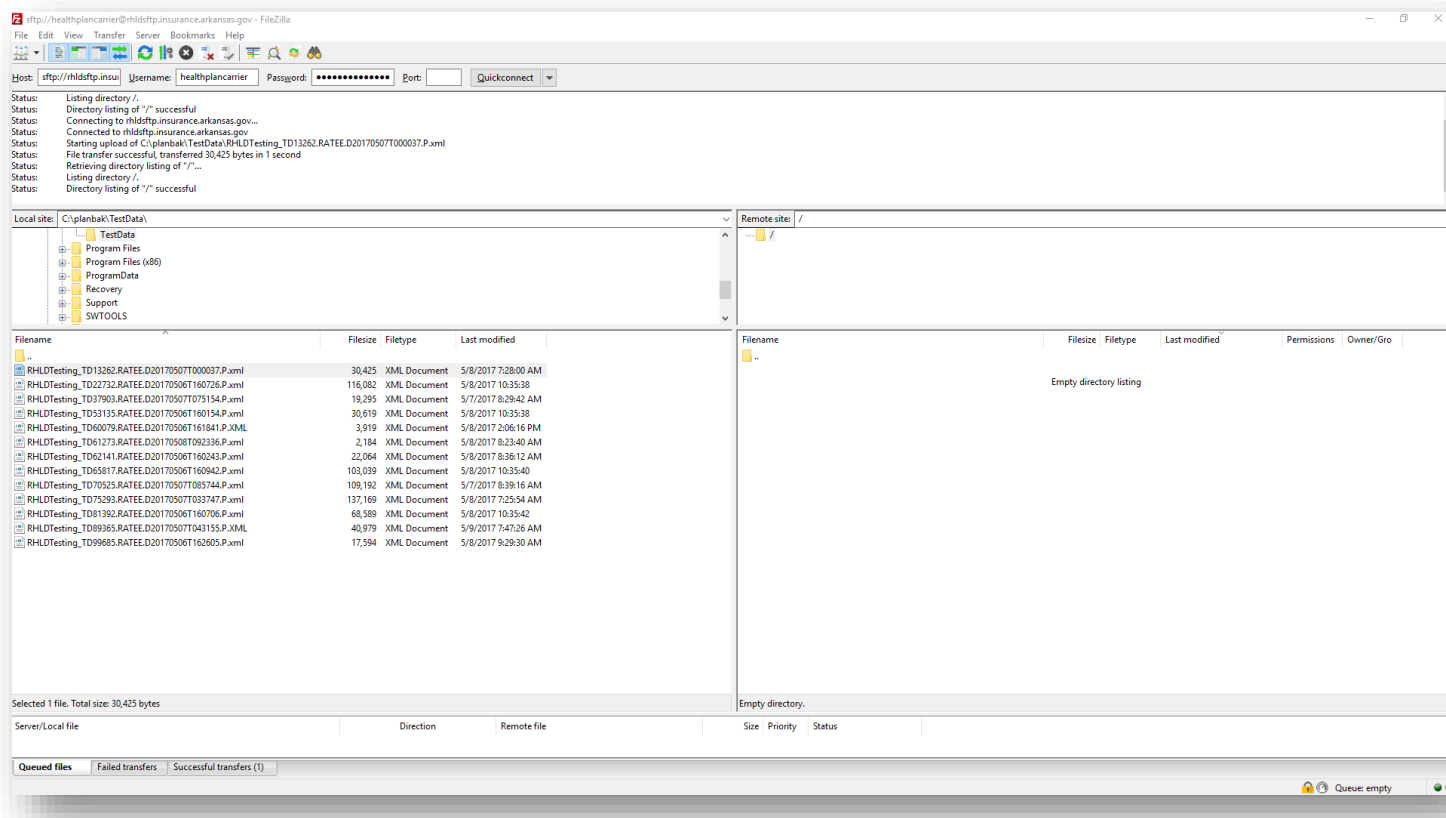 sftp://healthplancarrier@rhldsftp.insurance.arkansas.gov - FileZilla
File Edit View Transfer Server Bookmarks Help
Host: sftp://rhldsftp.insu Username: healthplancarrier Password: ●●●●●●●●●●●●●● Port: Quickconnect
Status: Listing directory /.
Status: Directory listing of "/" successful
Status: Connecting to rhldsftp.insurance.arkansas.gov...
Status: Connected to rhldsftp.insurance.arkansas.gov
Status: Starting upload of C:\planbak\TestData\RHLDTesting_TD13262.RATEE.D20170507T000037.P.xml
Status: File transfer successful, transferred 30,425 bytes in 1 second
Status: Retrieving directory listing of "/"...
Status: Listing directory /.
Status: Directory listing of "/" successful
Local site: C:\planbak\TestData\
TestData
Program Files
Program Files (x86)
ProgramData
Recovery
Support
SWTOOLS
Remote site: /
/
Filename Filesize Filetype Last modified
..
RHLDTesting_TD13262.RATEE.D20170507T000037.P.xml 30,425 XML Document 5/8/2017 7:28:00 AM
RHLDTesting_TD22732.RATEE.D20170506T160726.P.xml 116,082 XML Document 5/8/2017 10:35:38
RHLDTesting_TD37903.RATEE.D20170507T075154.P.xml 19,295 XML Document 5/7/2017 8:29:42 AM
RHLDTesting_TD53135.RATEE.D20170506T160154.P.xml 30,619 XML Document 5/8/2017 10:35:38
RHLDTesting_TD60079.RATEE.D20170506T161841.P.XML 3,919 XML Document 5/8/2017 2:06:16 PM
RHLDTesting_TD61273.RATEE.D20170508T092336.P.xml 2,184 XML Document 5/8/2017 8:23:40 AM
RHLDTesting_TD62141.RATEE.D20170506T160243.P.xml 22,064 XML Document 5/8/2017 8:36:12 AM
RHLDTesting_TD65817.RATEE.D20170506T160942.P.xml 103,039 XML Document 5/8/2017 10:35:40
RHLDTesting_TD70525.RATEE.D20170507T085744.P.xml 109,192 XML Document 5/7/2017 8:39:16 AM
RHLDTesting_TD75293.RATEE.D20170507T033747.P.xml 137,169 XML Document 5/8/2017 7:25:54 AM
RHLDTesting_TD81392.RATEE.D20170506T160706.P.xml 68,589 XML Document 5/8/2017 10:35:42
RHLDTesting_TD89365.RATEE.D20170507T043155.P.XML 40,979 XML Document 5/9/2017 7:47:26 AM
RHLDTesting_TD99685.RATEE.D20170506T162605.P.xml 17,594 XML Document 5/8/2017 9:29:30 AM
Selected 1 file. Total size: 30,425 bytes
Filename Filesize Filetype Last modified Permissions Owner/Gro
..
Empty directory listing
Empty directory.
Server/Local file Direction Remote file Size Priority Status
Queued files Failed transfers Successful transfers (1)
Queue: empty